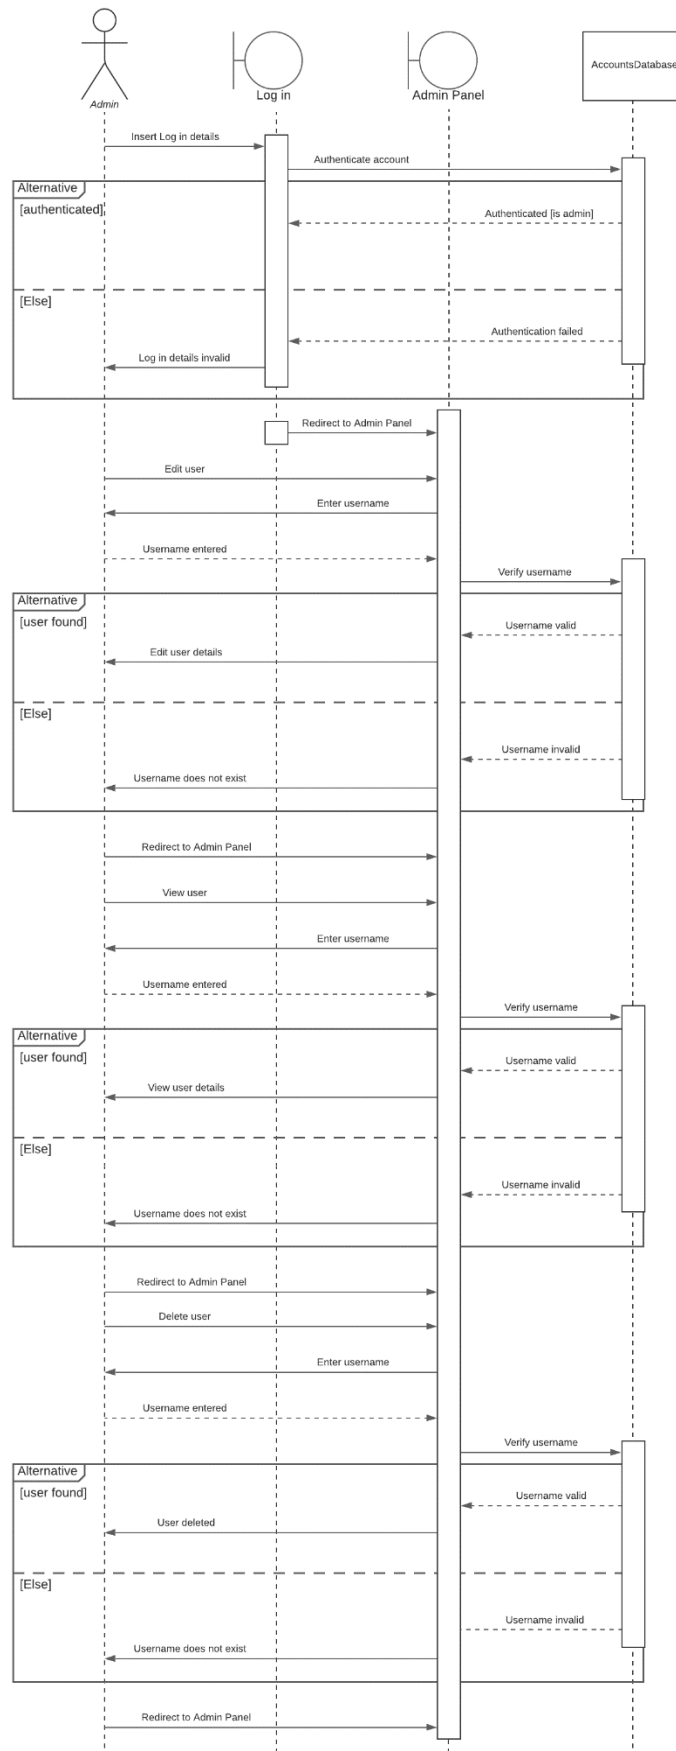 Admin
Log in
Admin Panel
AccountsDatabase
Insert Log in details
Authenticate account
Alternative
[authenticated]
Authenticated [is admin]
[Else]
Authentication failed
Log in details invalid
Redirect to Admin Panel
Edit user
Enter username
Username entered
Verify username
Alternative
[user found]
Username valid
Edit user details
[Else]
Username invalid
Username does not exist
Redirect to Admin Panel
View user
Enter username
Username entered
Verify username
Alternative
[user found]
Username valid
View user details
[Else]
Username invalid
Username does not exist
Redirect to Admin Panel
Delete user
Enter username
Username entered
Verify username
Alternative
[user found]
Username valid
User deleted
[Else]
Username invalid
Username does not exist
Redirect to Admin Panel